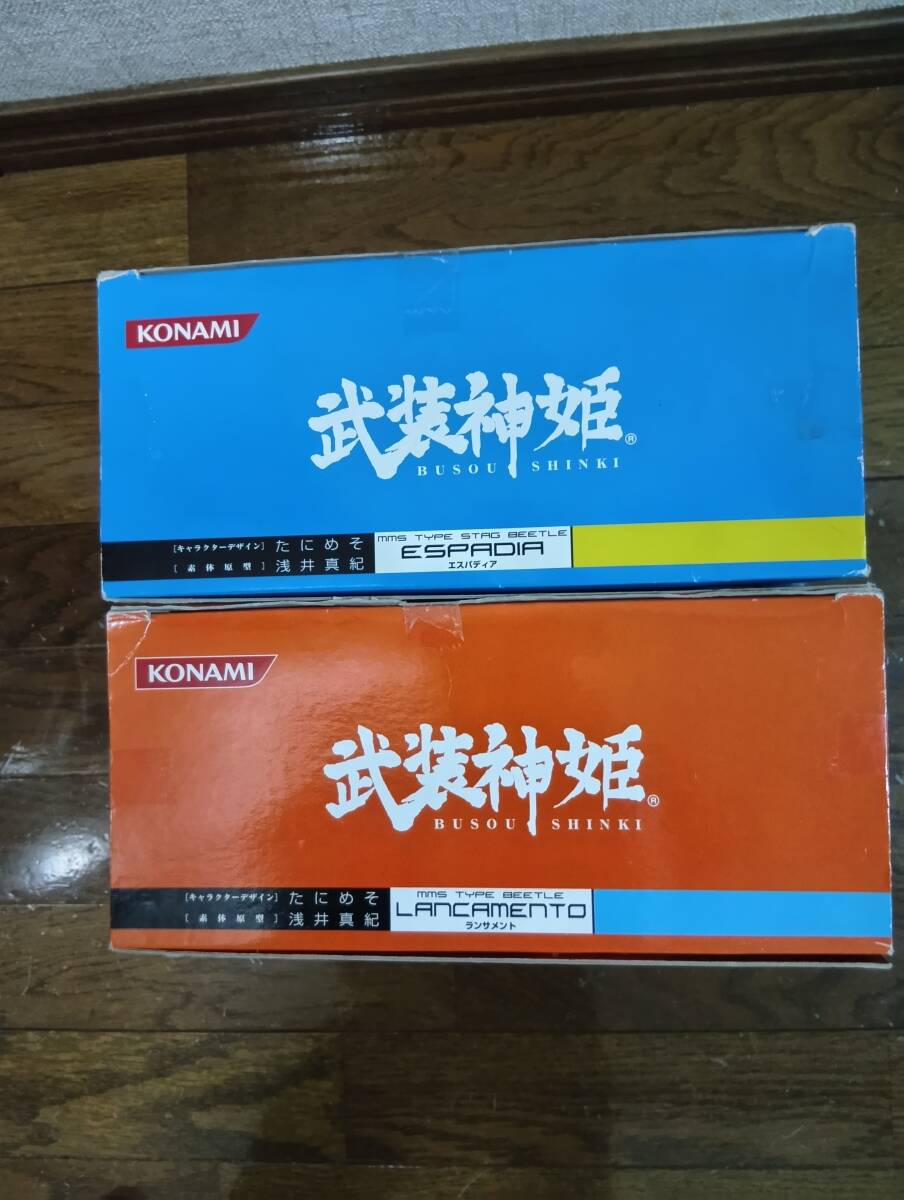 KONAMI
武装神姫®
BUSOU SHINKI
[キャラクターデザイン] たにめそ
[素体原型] 浅井真紀
MMS TYPE STAG BEETLE
ESPADIA
エスパディア
KONAMI
武装神姫®
BUSOU SHINKI
[キャラクターデザイン] たにめそ
[素体原型] 浅井真紀
MMS TYPE BEETLE
LANCAMENTO
ランサメント